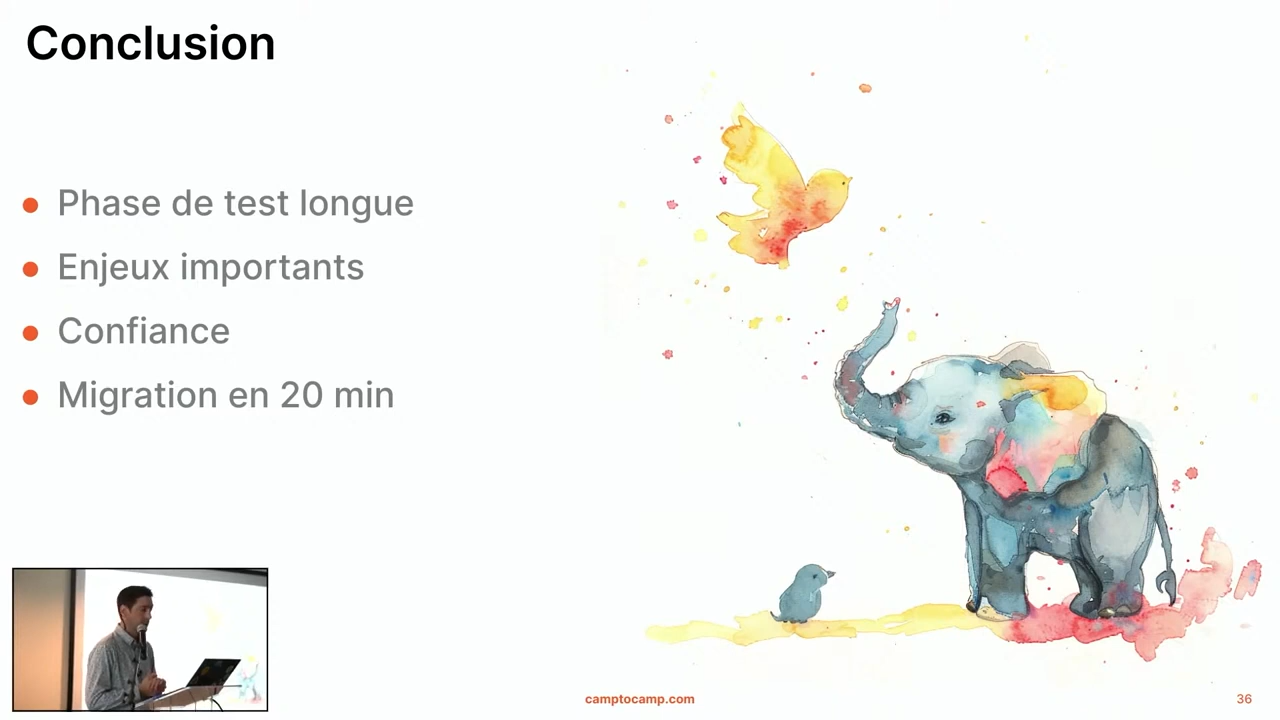 Conclusion
Phase de test longue
Enjeux importants
Confiance
Migration en 20 min
camptocamp.com
36